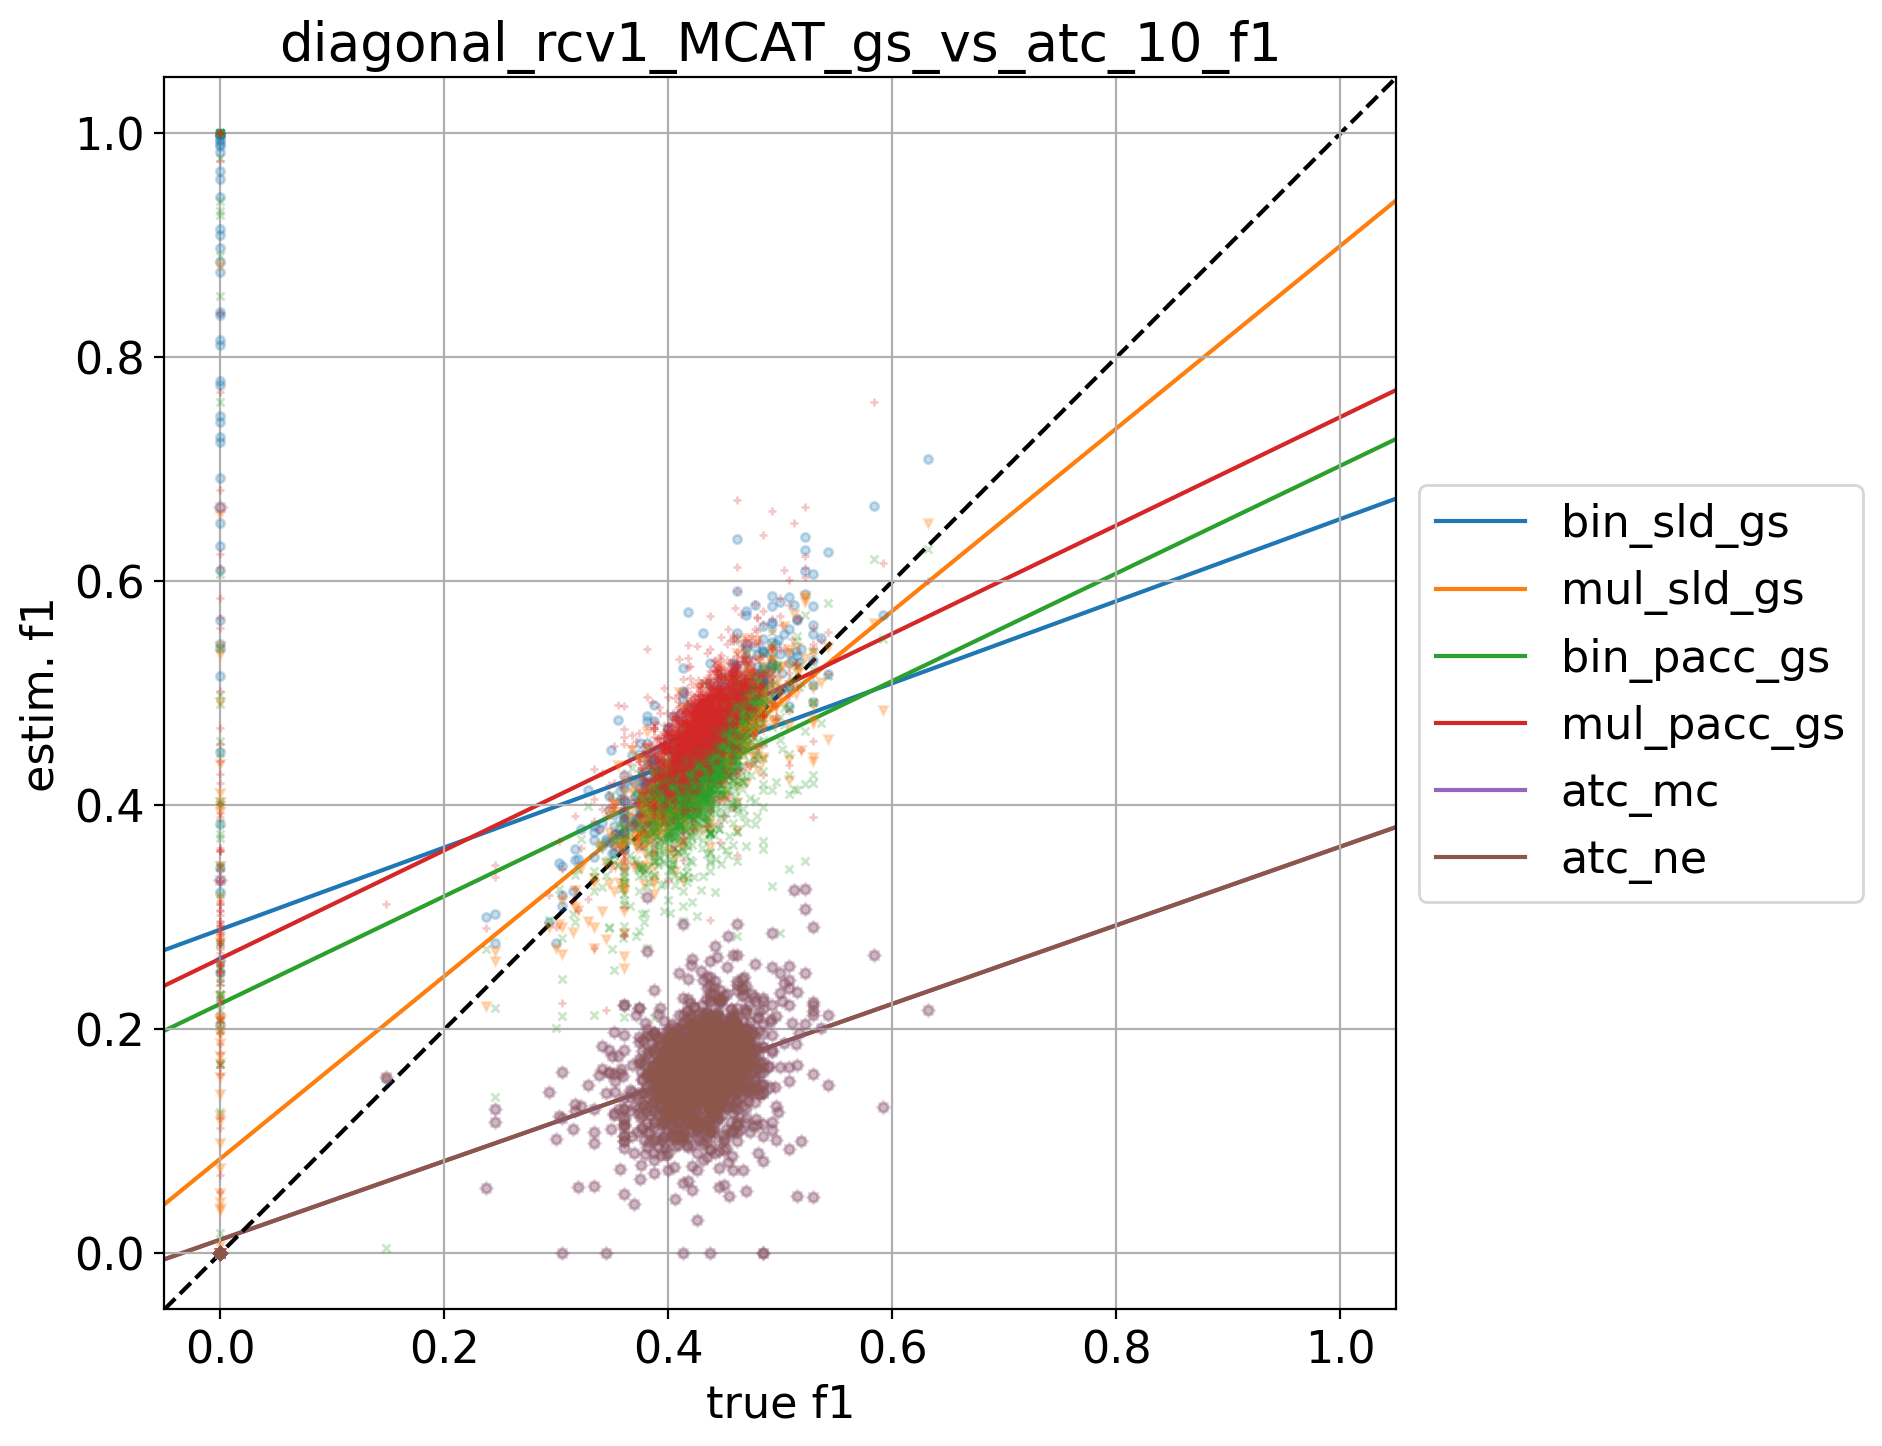 diagonal_rcv1_MCAT_gs_vs_atc_10_f1
1.0
0.8
0.6
0.4
0.2
0.0
estim. f1
0.0 0.2 0.4 0.6 0.8 1.0
true f1
bin_sld_gs
mul_sld_gs
bin_pacc_gs
mul_pacc_gs
atc_mc
atc_ne